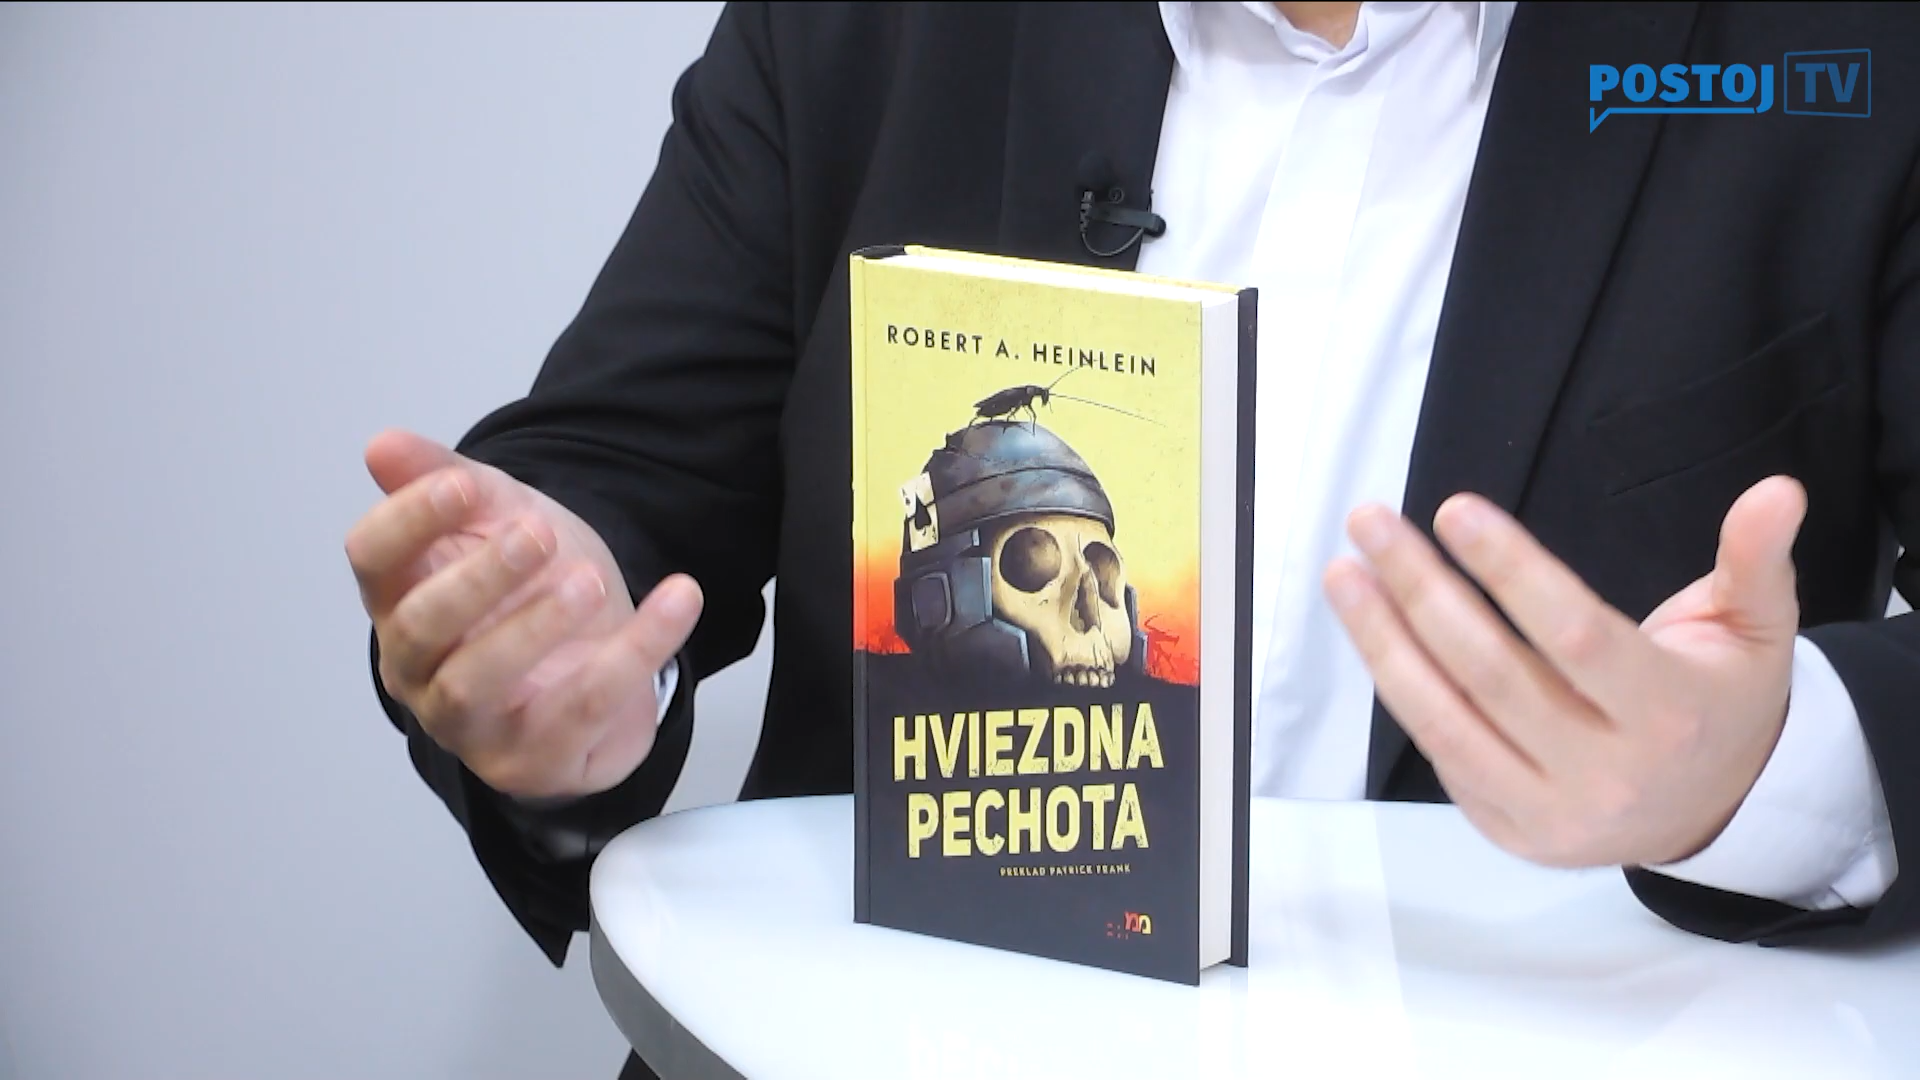 POSTOJ TV
ROBERT A. HEINLEIN
HVIEZDNA
PECHOTA
PREKLAD PATRICK FRANK